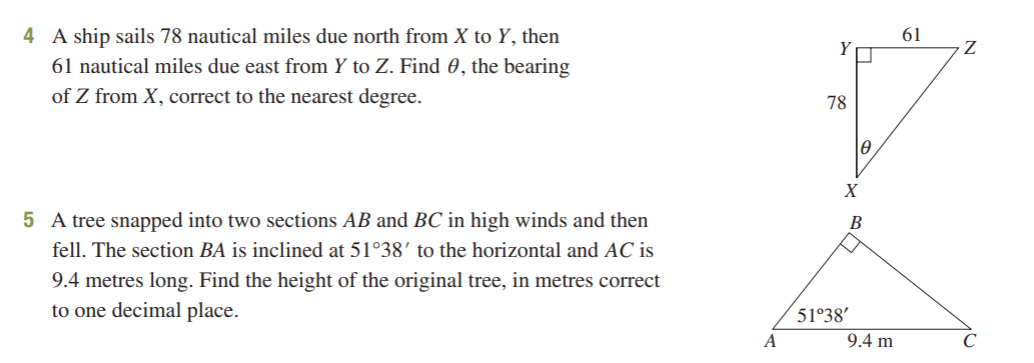 4 A ship sails 78 nautical miles due north from X to Y, then
61 nautical miles due east from Y to Z. Find θ, the bearing
of Z from X, correct to the nearest degree.
61
Y
Z
78
θ
X
5 A tree snapped into two sections AB and BC in high winds and then
fell. The section BA is inclined at 51°38′ to the horizontal and AC is
9.4 metres long. Find the height of the original tree, in metres correct
to one decimal place.
B
51°38′
A
9.4 m
C